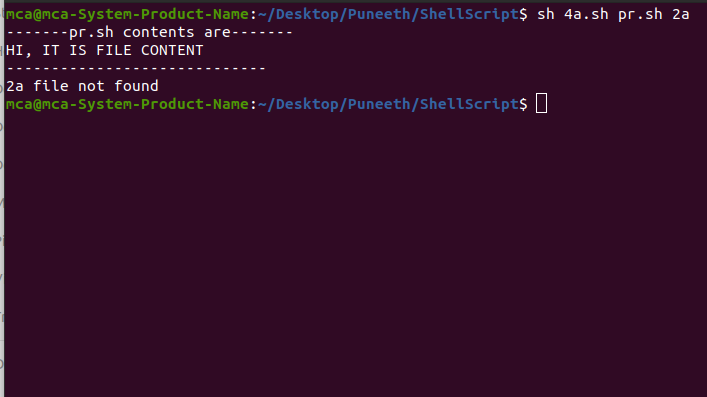 mca@mca-System-Product-Name:~/Desktop/Puneeth/ShellScript$ sh 4a.sh pr.sh 2a
-------pr.sh contents are-------
HI, IT IS FILE CONTENT
-----------------------------
2a file not found
mca@mca-System-Product-Name:~/Desktop/Puneeth/ShellScript$